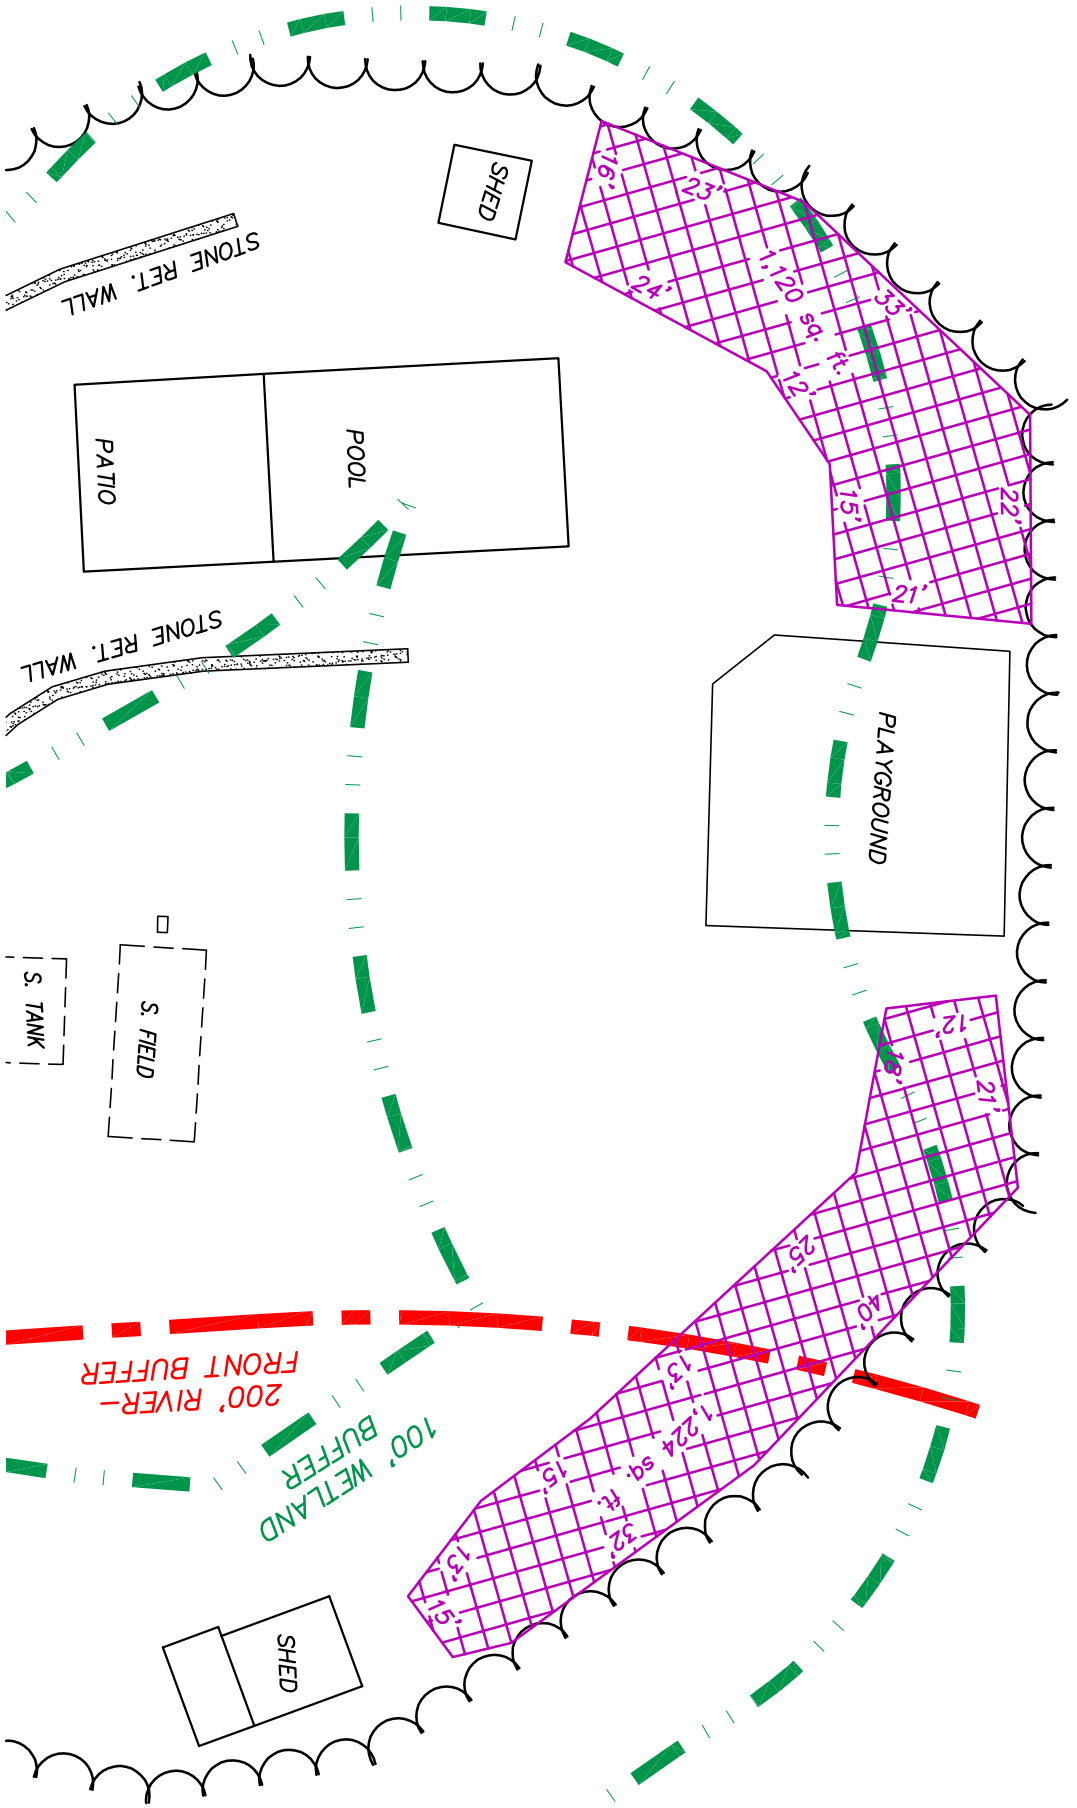 SHED
16'
23'
STONE RET. WALL
24'
1,120 sq. ft.
33'
12'
PATIO
POOL
15'
22'
21'
STONE RET. WALL
PLAYGROUND
S. TANK
S. FIELD
12'
18'
21'
25'
40'
200' RIVER-
FRONT BUFFER
13'
1,224 sq. ft.
100' WETLAND
BUFFER
15'
32'
13'
15'
SHED